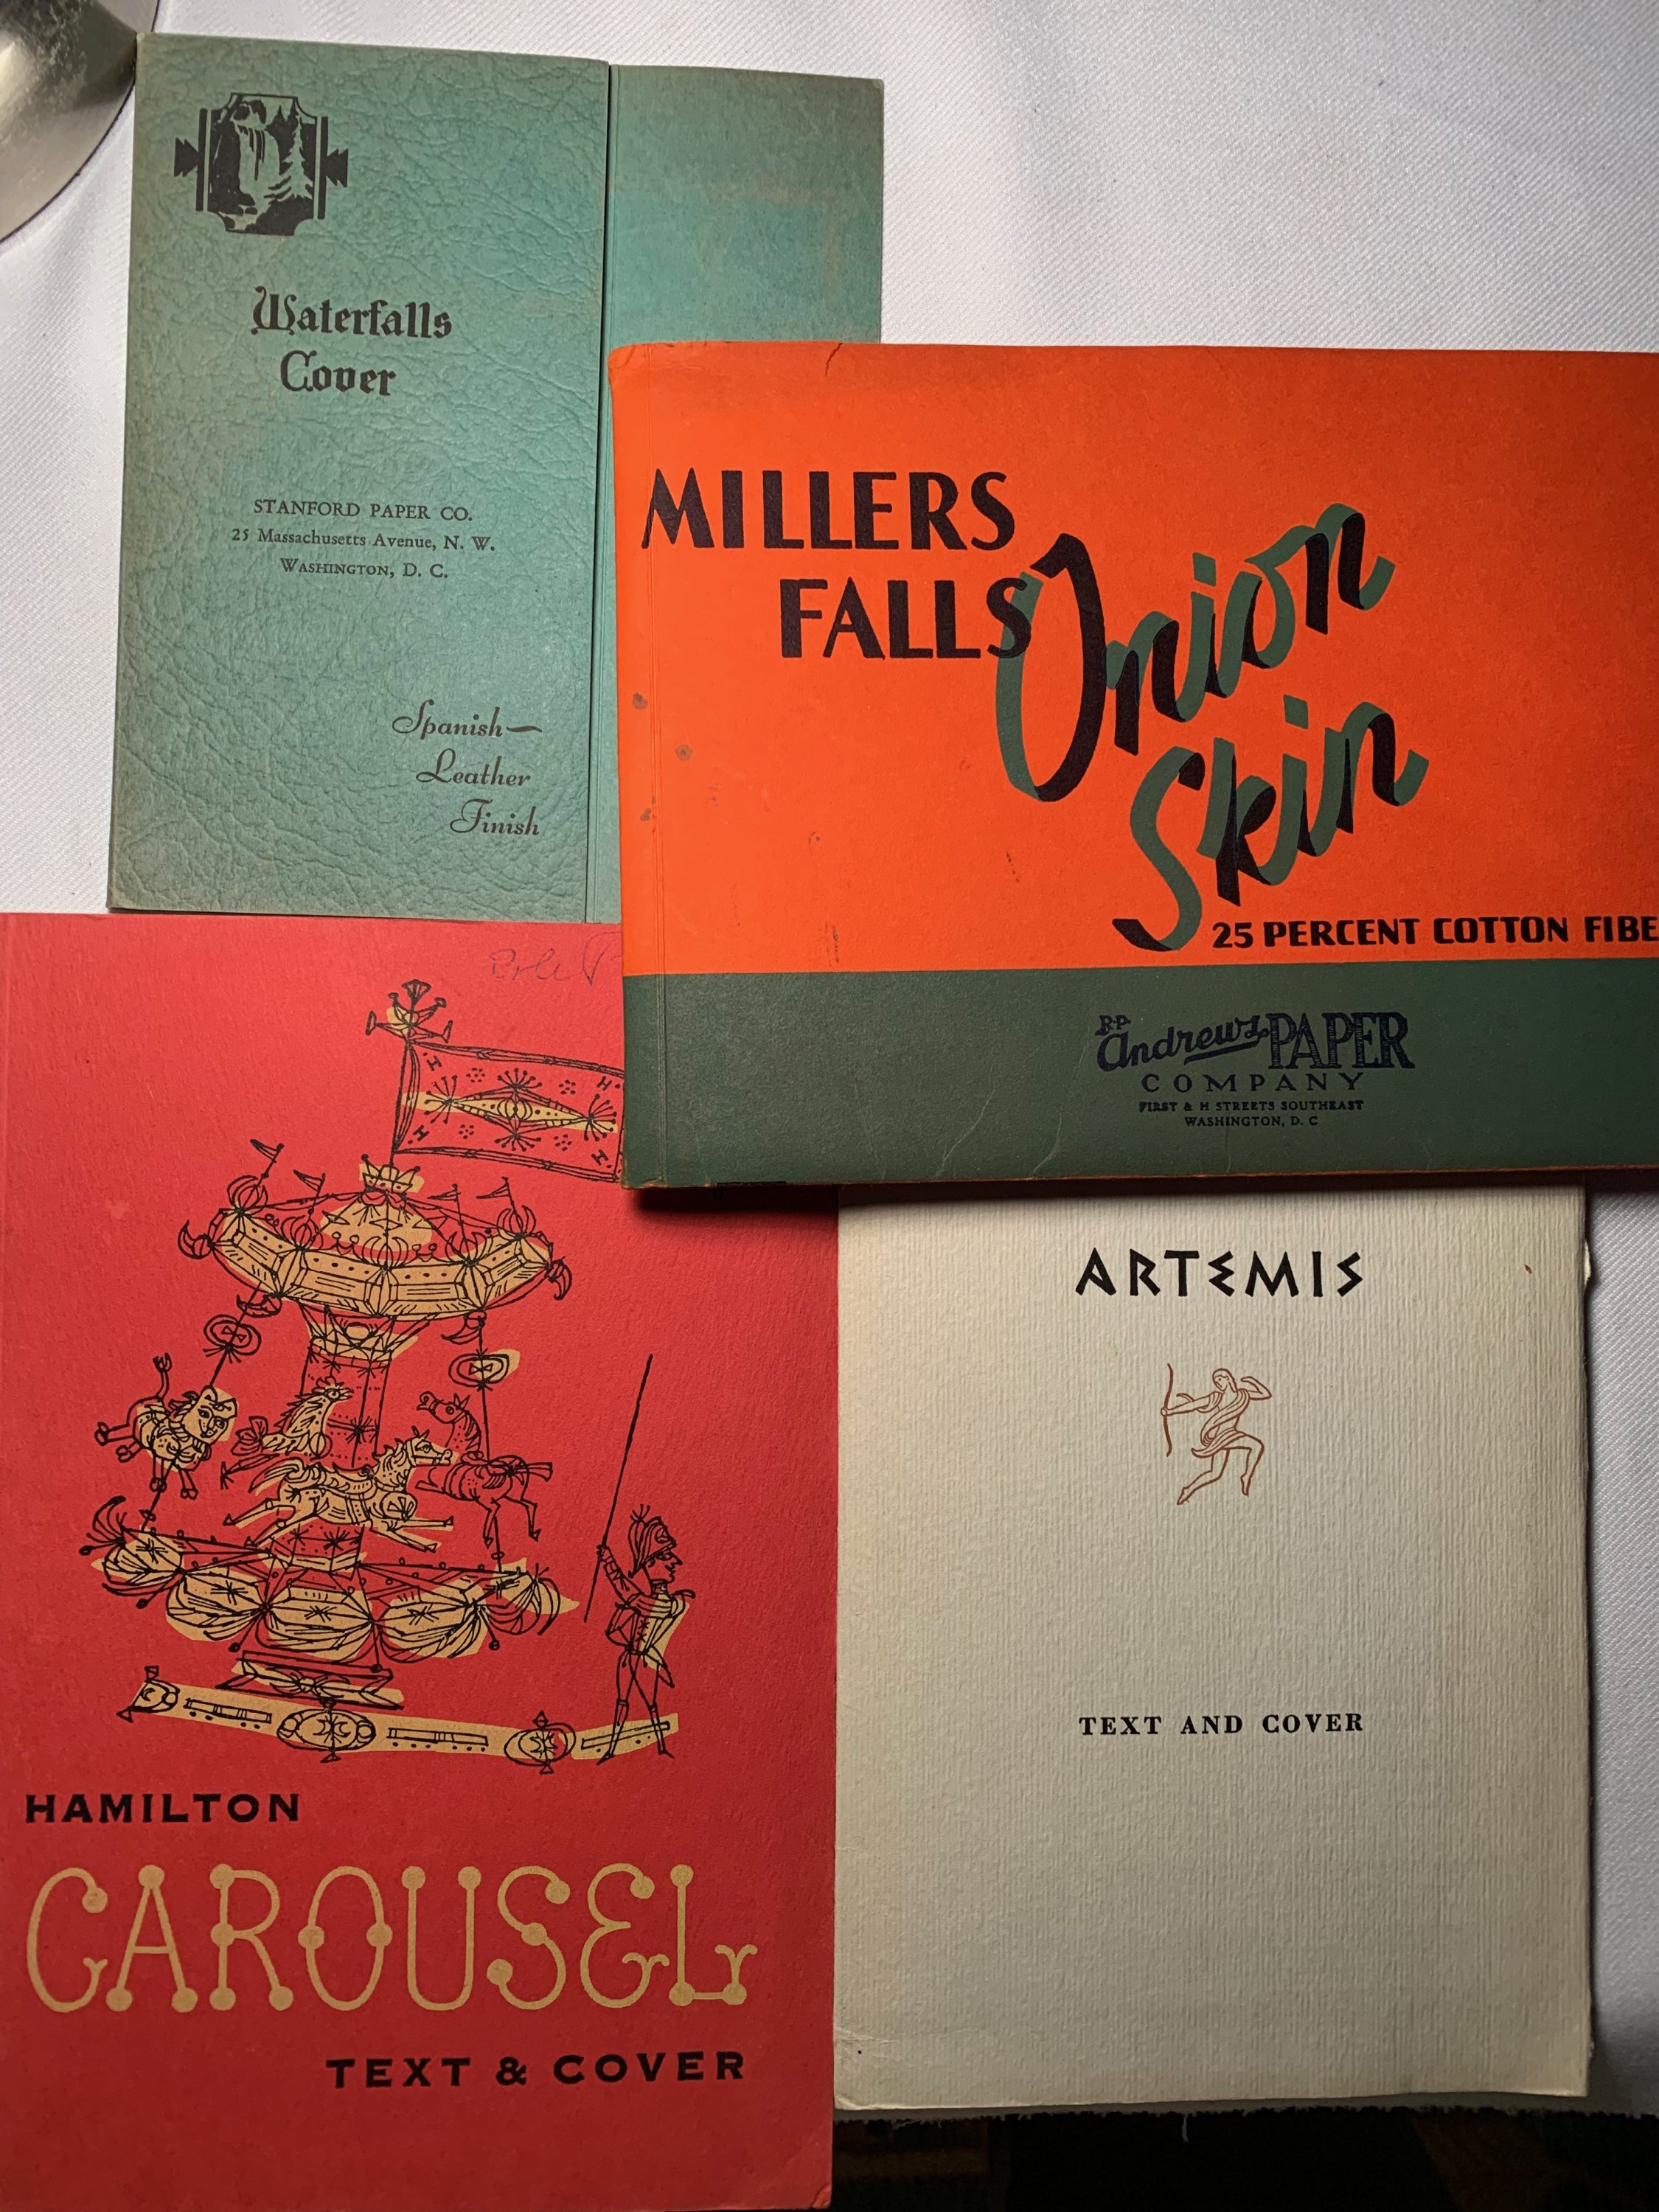 Waterfalls
Cover
STANFORD PAPER CO.
25 Massachusetts Avenue, N. W.
WASHINGTON, D. C.
Spanish—
Leather
Finish
MILLERS
FALLS
Onion
Skin
25 PERCENT COTTON
R·P·
Andrews PAPER
COMPANY
FIRST & H STREETS SOUTHEAST
WASHINGTON, D. C
H H
H H
HAMILTON
CAROUSEL
TEXT & COVER
ARTEMIS
TEXT AND COVER